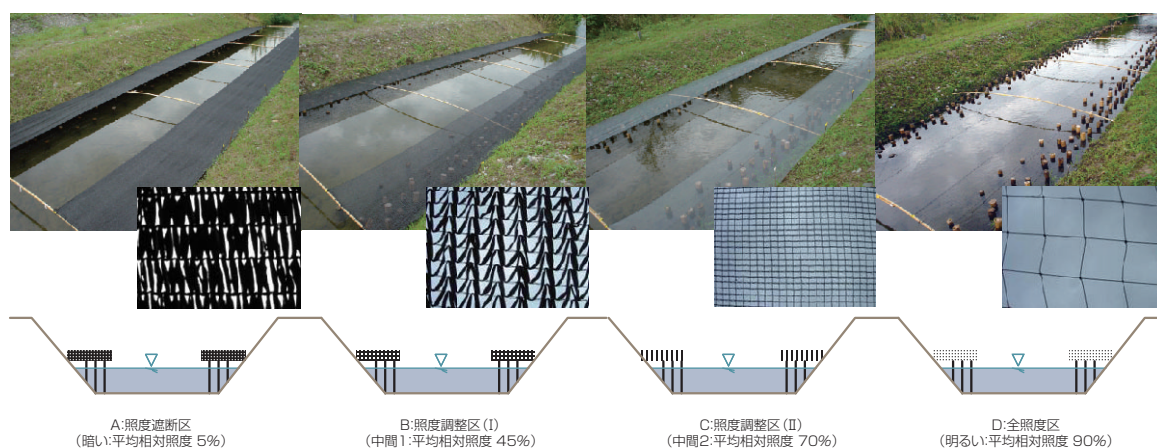 A:照度遮断区
(暗い:平均相対照度 5%)
B:照度調整区(I)
(中間1:平均相対照度 45%)
C:照度調整区(II)
(中間2:平均相対照度 70%)
D:全照度区
(明るい:平均相対照度 90%)